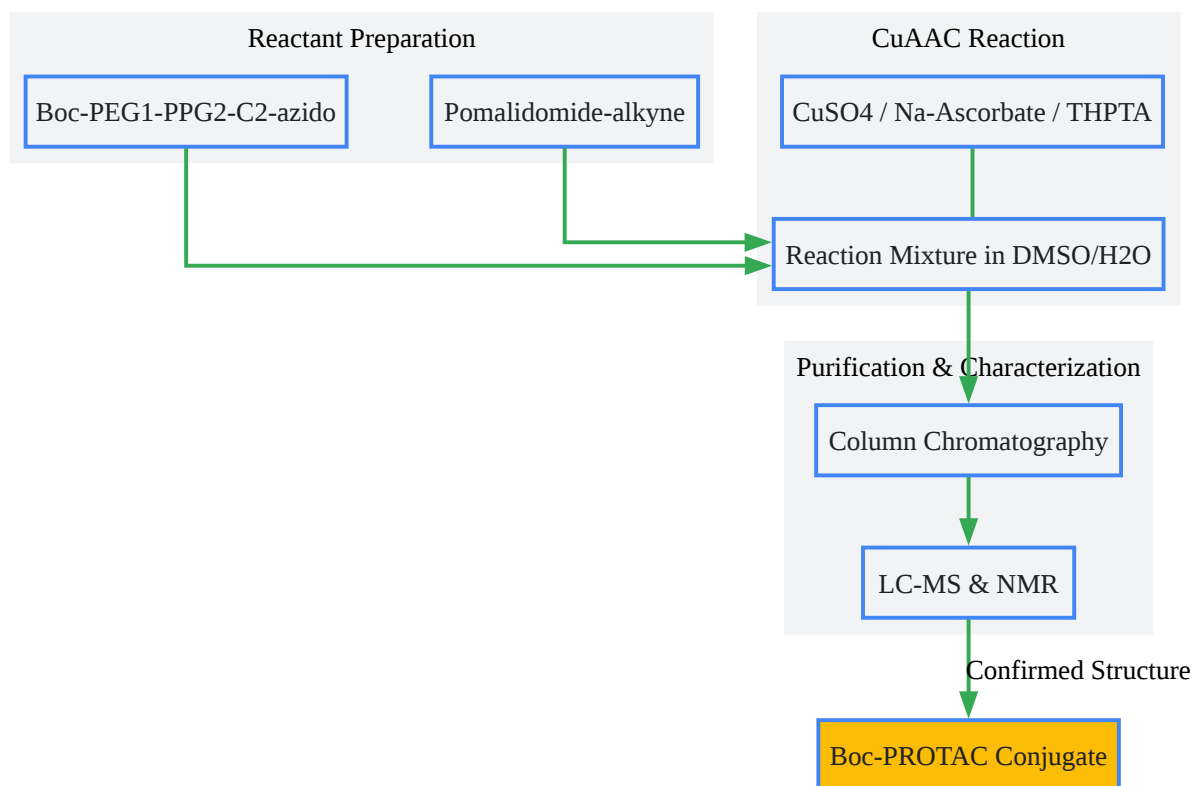 Reactant Preparation
CuAAC Reaction
Boc-PEG1-PPG2-C2-azido
Pomalidomide-alkyne
CuSO4 / Na-Ascorbate / THPTA
Reaction Mixture in DMSO/H2O
Purification & Characterization
Column Chromatography
LC-MS & NMR
Confirmed Structure
Boc-PROTAC Conjugate